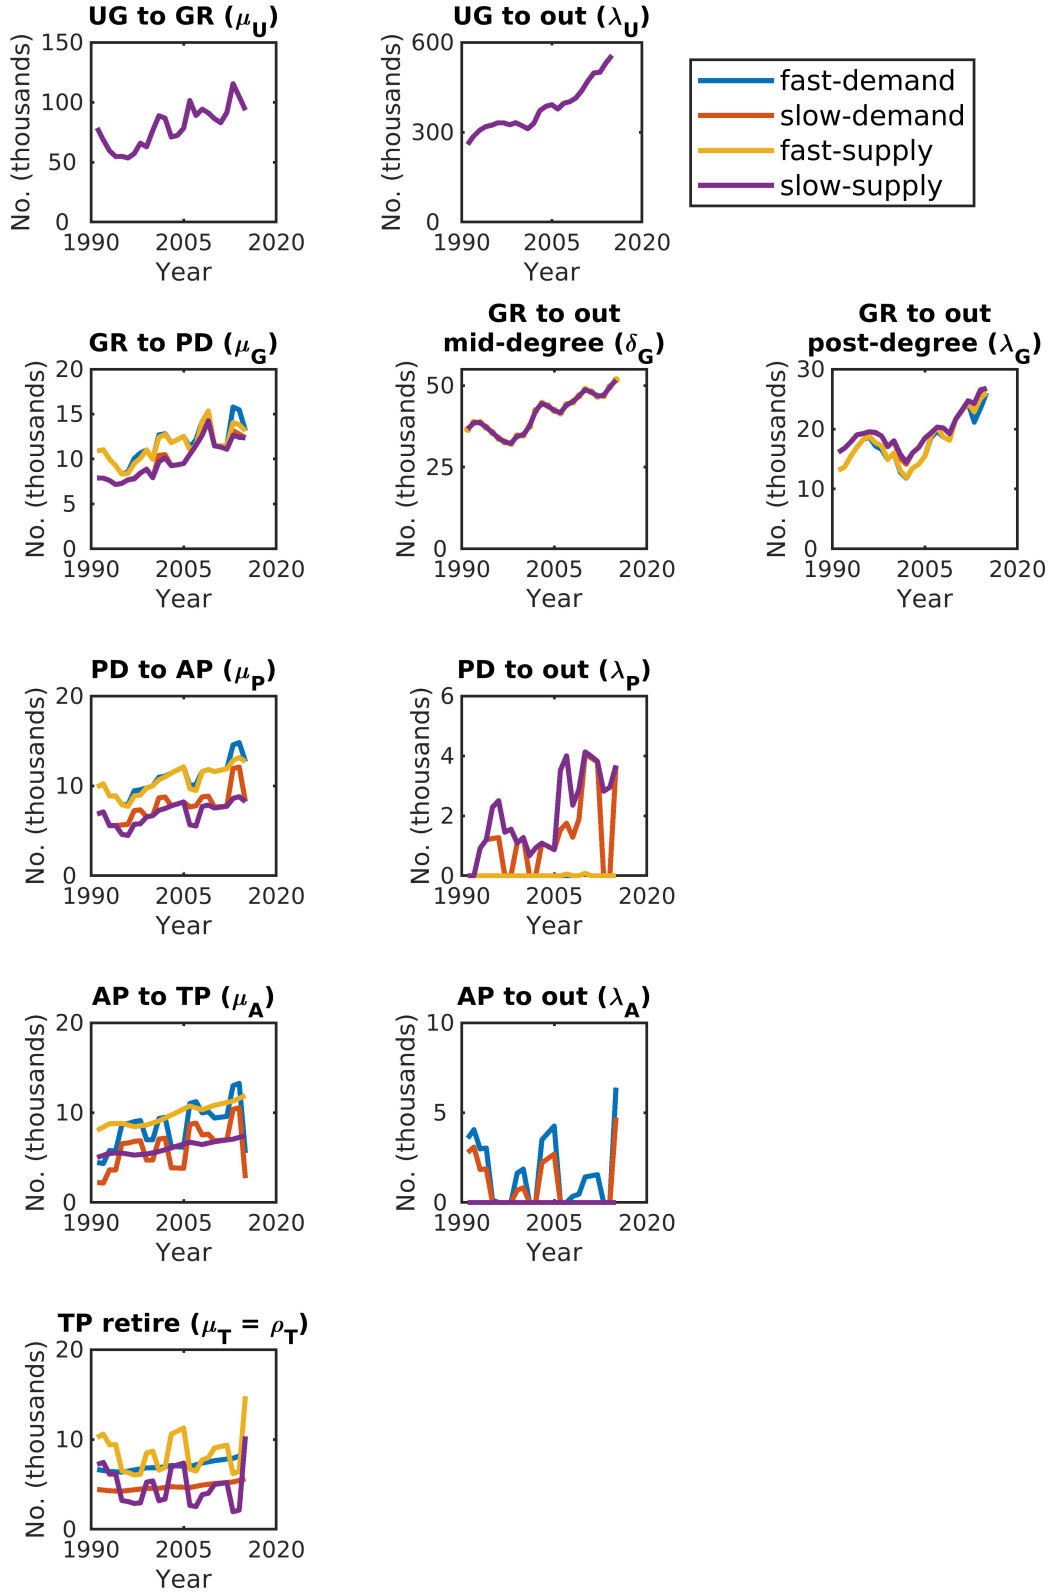 UG to GR (μU)
150
100
50
0
1990 2005 2020
Year
No. (thousands)
UG to out (λU)
600
300
0
1990 2005 2020
Year
No. (thousands)
fast-demand
slow-demand
fast-supply
slow-supply
GR to PD (μG)
20
15
10
5
0
1990 2005 2020
Year
No. (thousands)
GR to out
mid-degree (δG)
50
25
0
1990 2005 2020
Year
No. (thousands)
GR to out
post-degree (λG)
30
20
10
0
1990 2005 2020
Year
No. (thousands)
PD to AP (μP)
20
10
0
1990 2005 2020
Year
No. (thousands)
PD to out (λP)
6
4
2
0
1990 2005 2020
Year
No. (thousands)
AP to TP (μA)
20
10
0
1990 2005 2020
Year
No. (thousands)
AP to out (λA)
10
5
0
1990 2005 2020
Year
No. (thousands)
TP retire (μT = ρT)
20
10
0
1990 2005 2020
Year
No. (thousands)